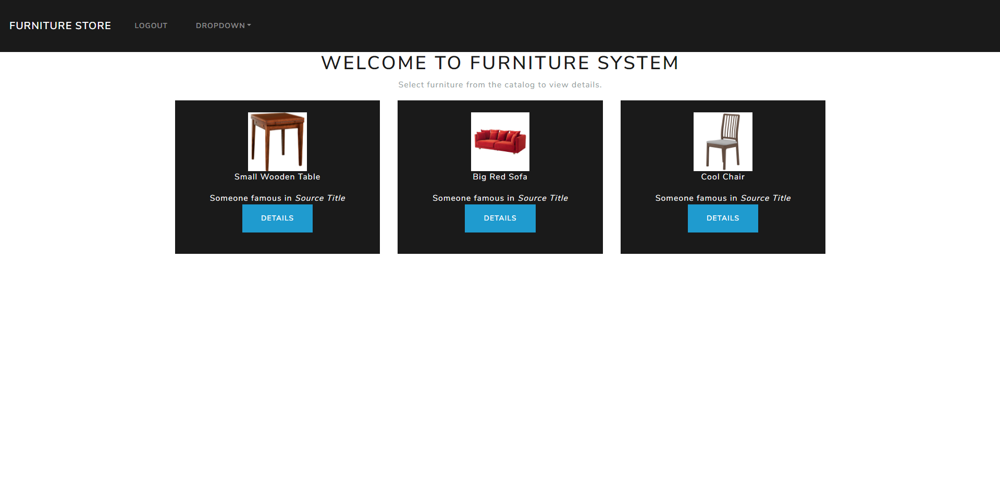 FURNITURE STORE LOGOUT DROPDOWN
WELCOME TO FURNITURE SYSTEM
Select furniture from the catalog to view details.
Small Wooden Table
Someone famous in Source Title
DETAILS
Big Red Sofa
Someone famous in Source Title
DETAILS
Cool Chair
Someone famous in Source Title
DETAILS